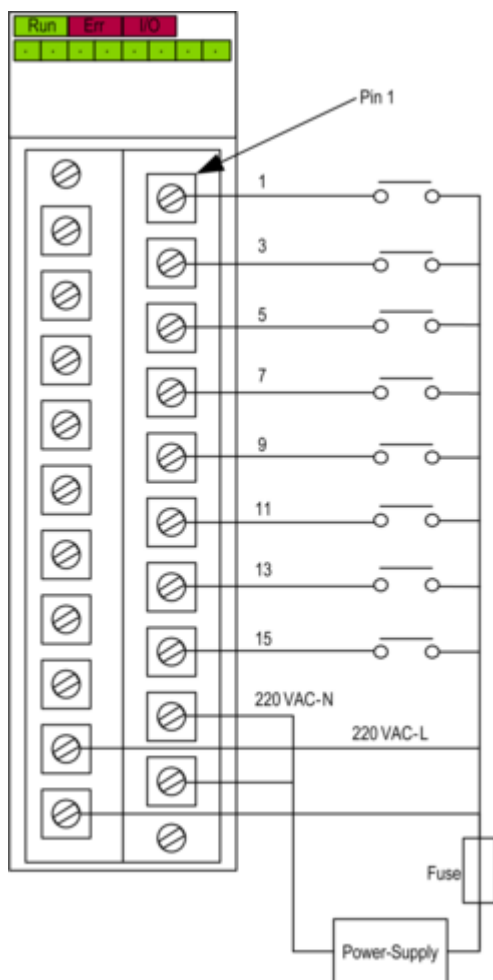 Run Err I/O
Pin 1
1
3
5
7
9
11
13
15
220 VAC-N
220 VAC-L
Fuse
Power-Supply